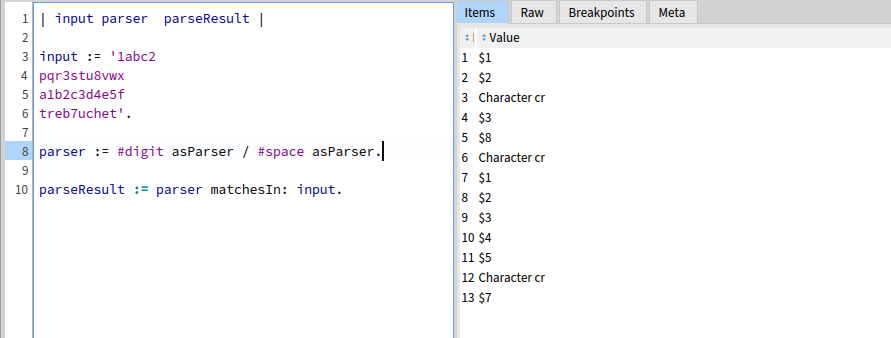 1 | input parser  parseResult |
2
3 input := '1abc2
4 pqr3stu8vwx
5 a1b2c3d4e5f
6 treb7uchet'.
7
8 parser := #digit asParser / #space asParser.
9
10 parseResult := parser matchesIn: input.
Items Raw Breakpoints Meta
I Value
1 $1
2 $2
3 Character cr
4 $3
5 $8
6 Character cr
7 $1
8 $2
9 $3
10 $4
11 $5
12 Character cr
13 $7